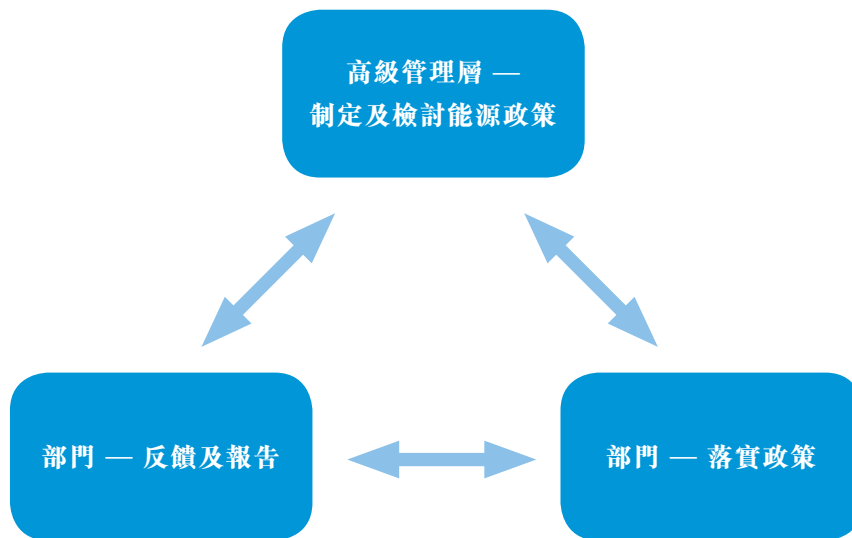 高級管理層 —
制定及檢討能源政策
部門 — 反饋及報告
部門 — 落實政策